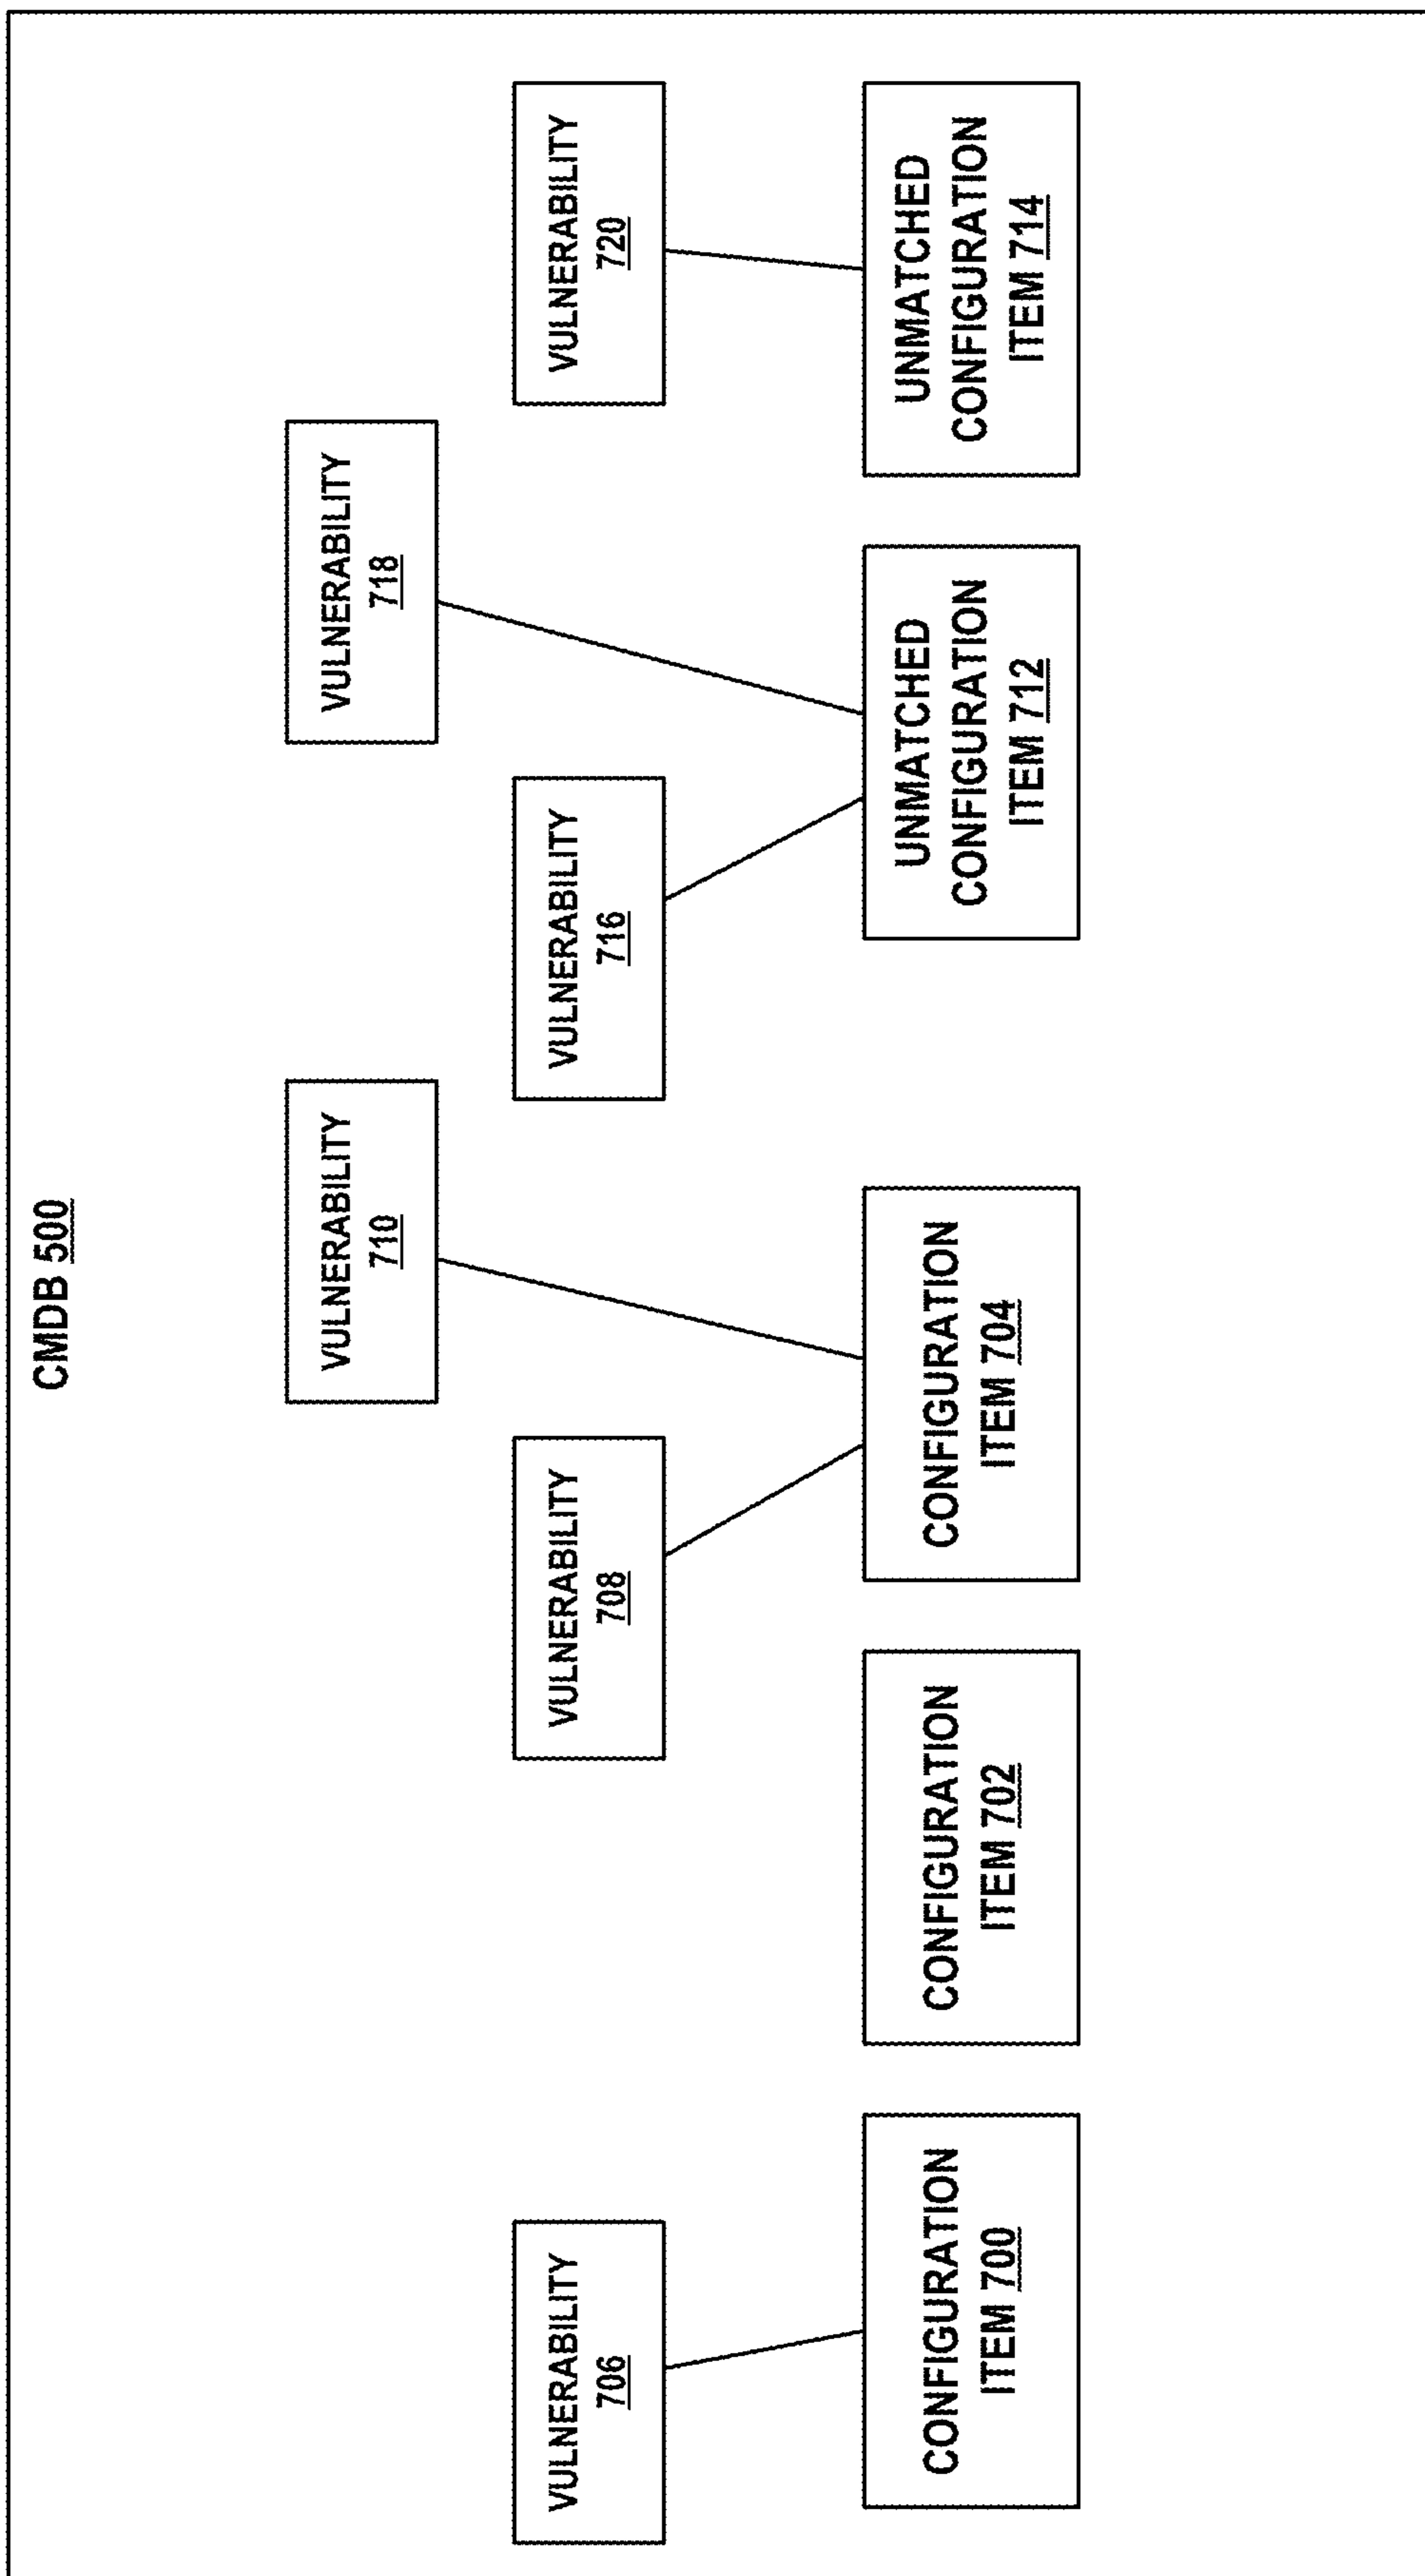 CMDB 500
VULNERABILITY
710
VULNERABILITY
718
VULNERABILITY
706
VULNERABILITY
708
VULNERABILITY
716
VULNERABILITY
720
CONFIGURATION
ITEM 700
CONFIGURATION
ITEM 702
CONFIGURATION
ITEM 704
UNMATCHED
CONFIGURATION
ITEM 712
UNMATCHED
CONFIGURATION
ITEM 714